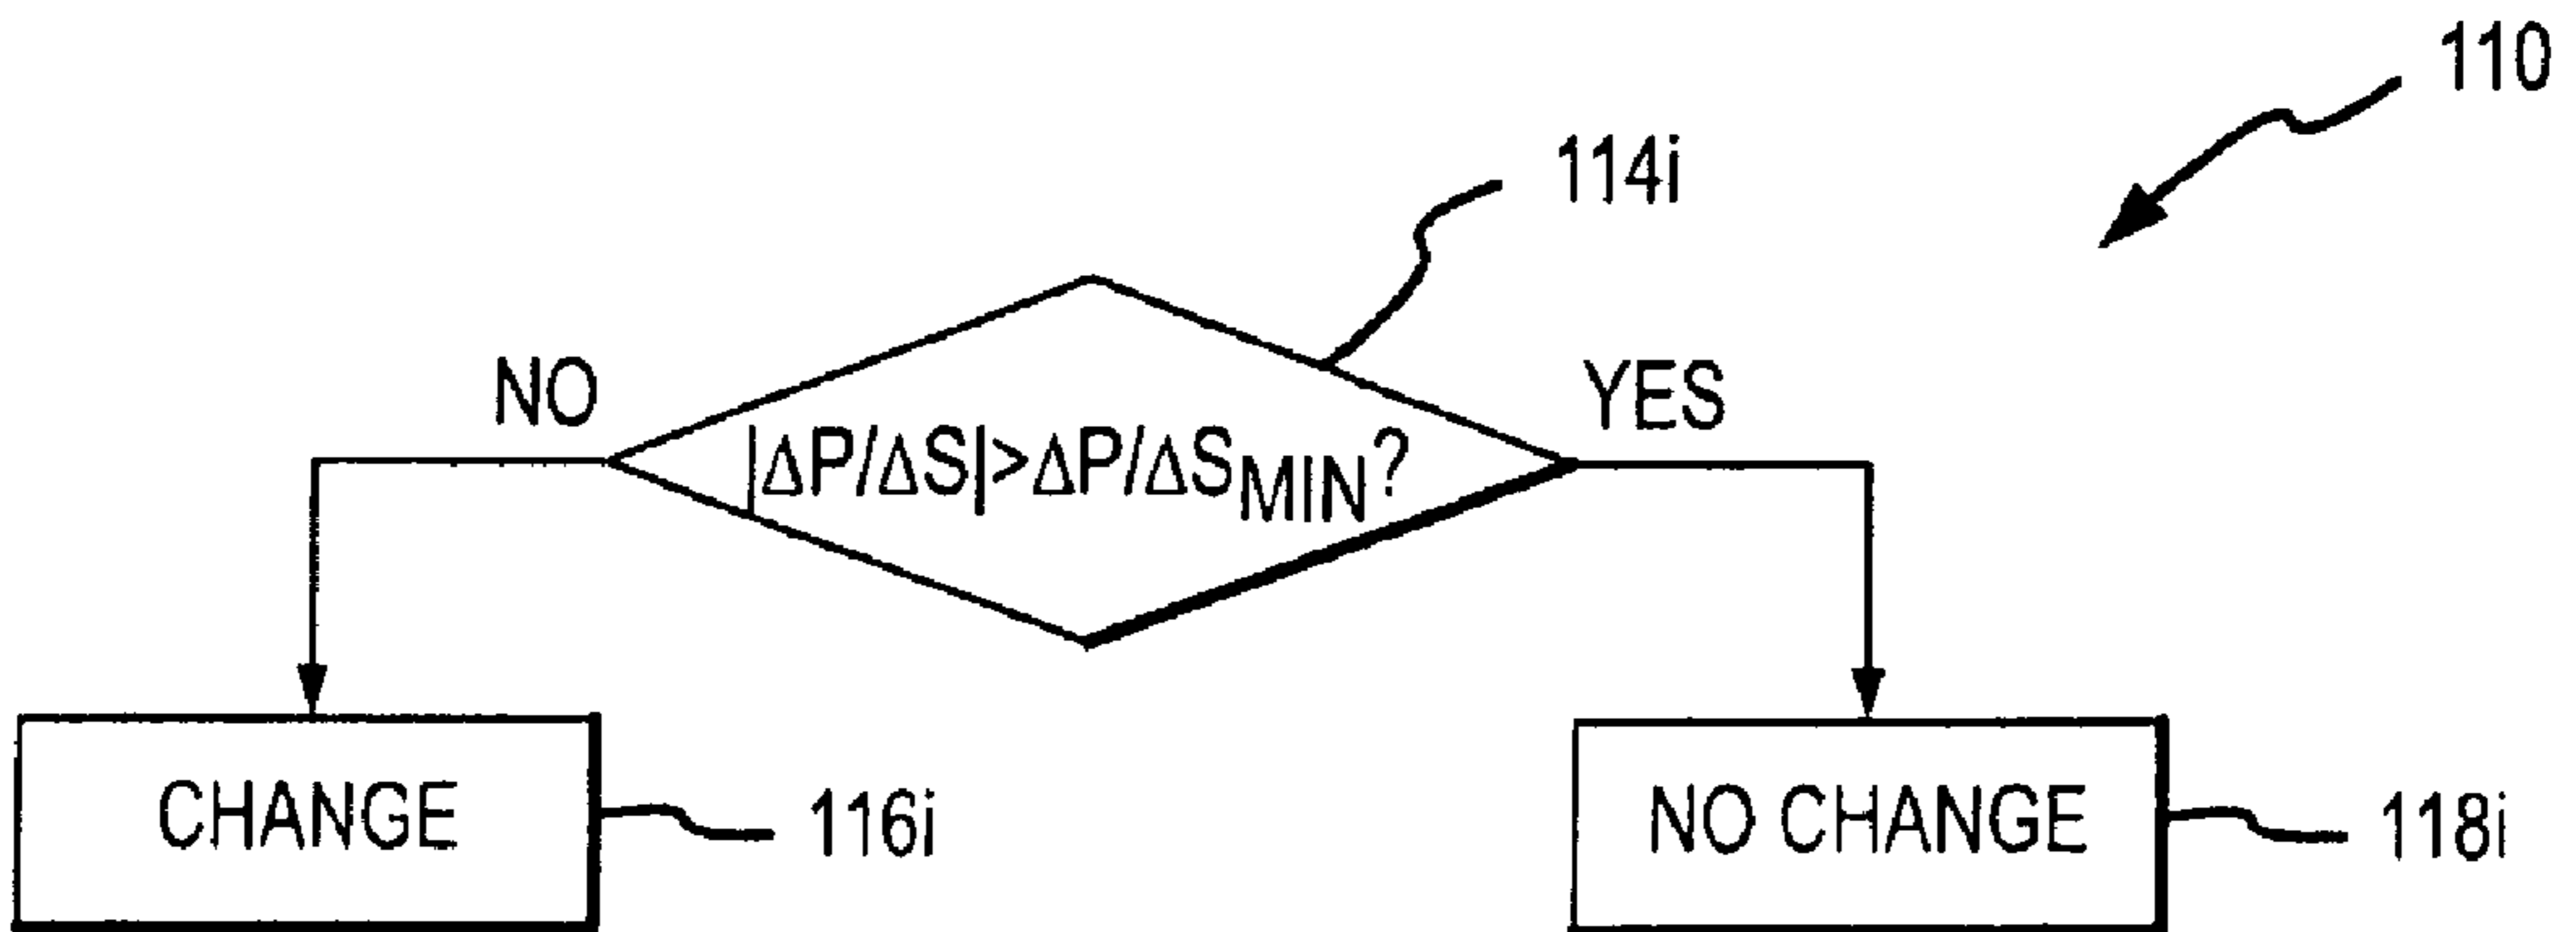 110
114i
NO
YES
|ΔP/ΔS|>ΔP/ΔSMIN?
CHANGE
116i
NO CHANGE
118i